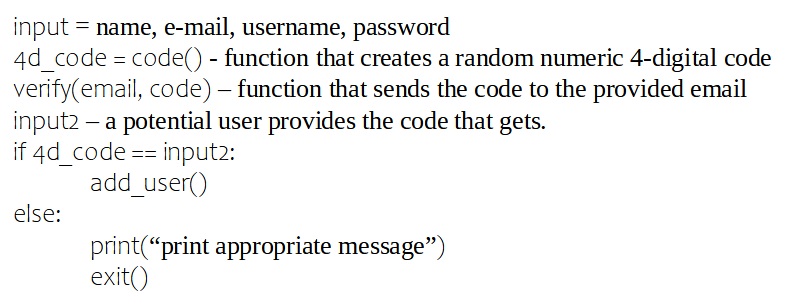 input = name, e-mail, username, password
4d_code = code() - function that creates a random numeric 4-digital code
verify(email, code) – function that sends the code to the provided email
input2 – a potential user provides the code that gets.
if 4d_code == input2:
add_user()
else:
print(“print appropriate message”)
exit()